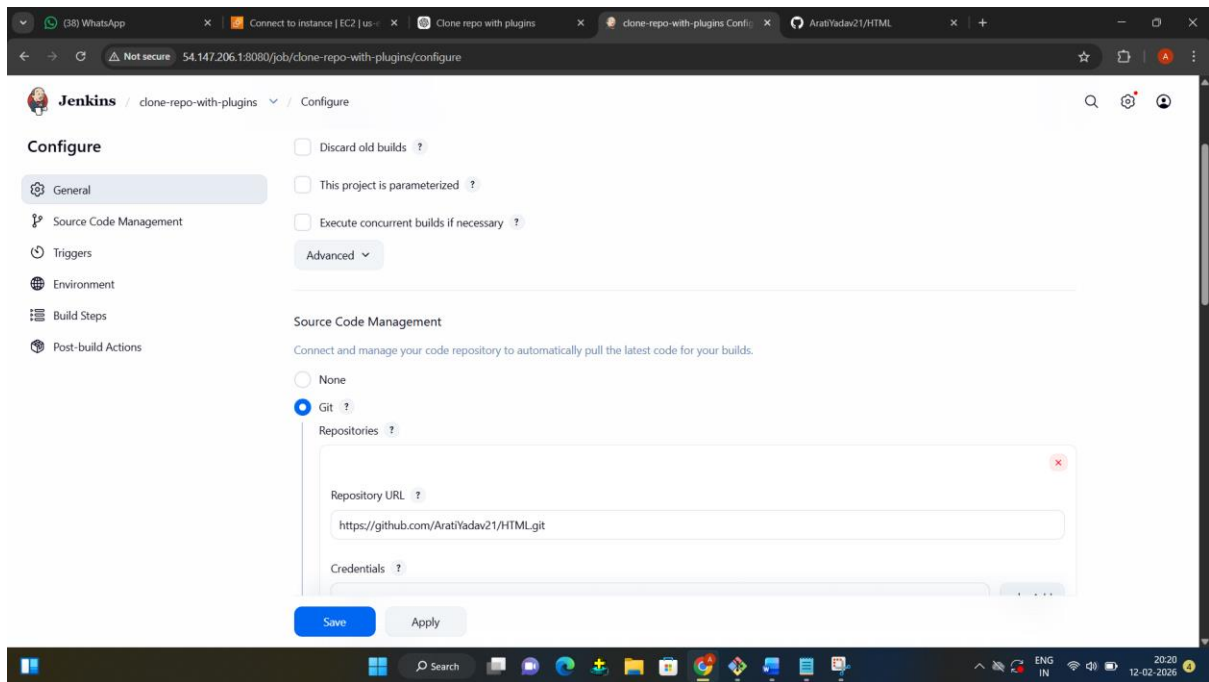 (38) WhatsApp
Connect to instance | EC2 | us-e
Clone repo with plugins
clone-repo-with-plugins Config
AratiYadav21/HTML
Not secure 54.147.206.1:8080/job/clone-repo-with-plugins/configure
A
Jenkins / clone-repo-with-plugins / Configure
Configure
General
Source Code Management
Triggers
Environment
Build Steps
Post-build Actions
Discard old builds ?
This project is parameterized ?
Execute concurrent builds if necessary ?
Advanced
Source Code Management
Connect and manage your code repository to automatically pull the latest code for your builds.
None
Git ?
Repositories ?
Repository URL ?
https://github.com/AratiYadav21/HTML.git
Credentials ?
Save
Apply
Search
ENG
IN
20:20
12-02-2026
4